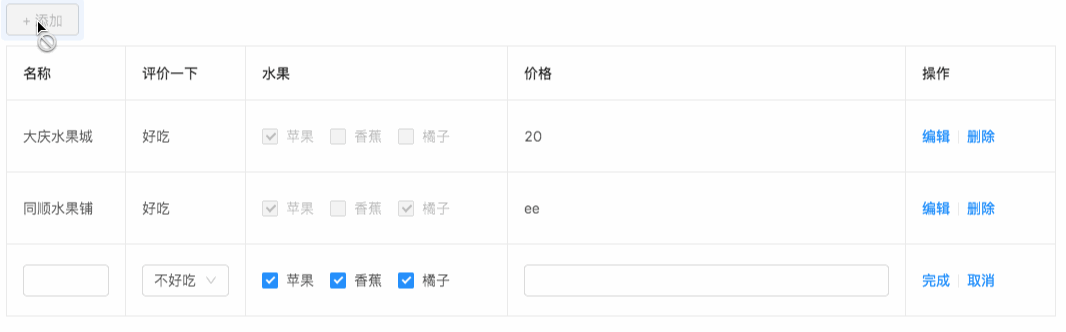 + 添加
名称 评价一下 水果 价格 操作
大庆水果城 好吃 苹果 香蕉 橘子 20 编辑 删除
同顺水果铺 好吃 苹果 香蕉 橘子 ee 编辑 删除
不好吃 苹果 香蕉 橘子 完成 取消